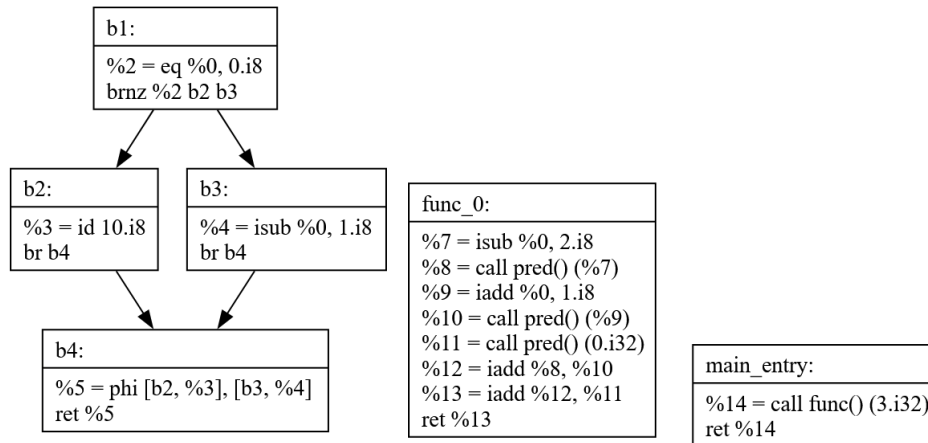 b1:
%2 = eq %0, 0.i8
brnz %2 b2 b3
b2:
%3 = id 10.i8
br b4
b3:
%4 = isub %0, 1.i8
br b4
b4:
%5 = phi [b2, %3], [b3, %4]
ret %5
func_0:
%7 = isub %0, 2.i8
%8 = call pred() (%7)
%9 = iadd %0, 1.i8
%10 = call pred() (%9)
%11 = call pred() (0.i32)
%12 = iadd %8, %10
%13 = iadd %12, %11
ret %13
main_entry:
%14 = call func() (3.i32)
ret %14